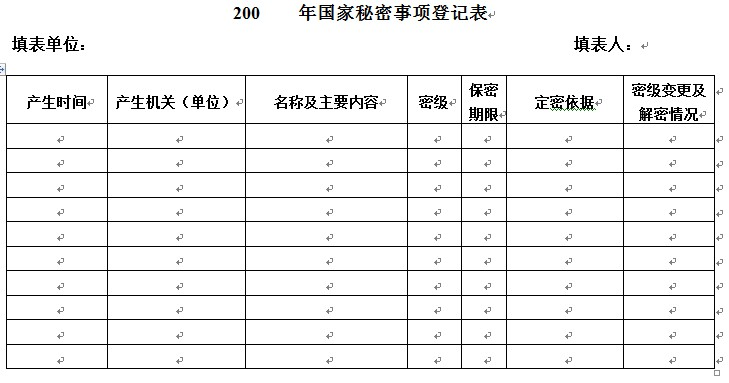 200 年国家秘密事项登记表
填表单位： 填表人：
产生时间 产生机关（单位） 名称及主要内容 密级 保密期限 定密依据 密级变更及解密情况